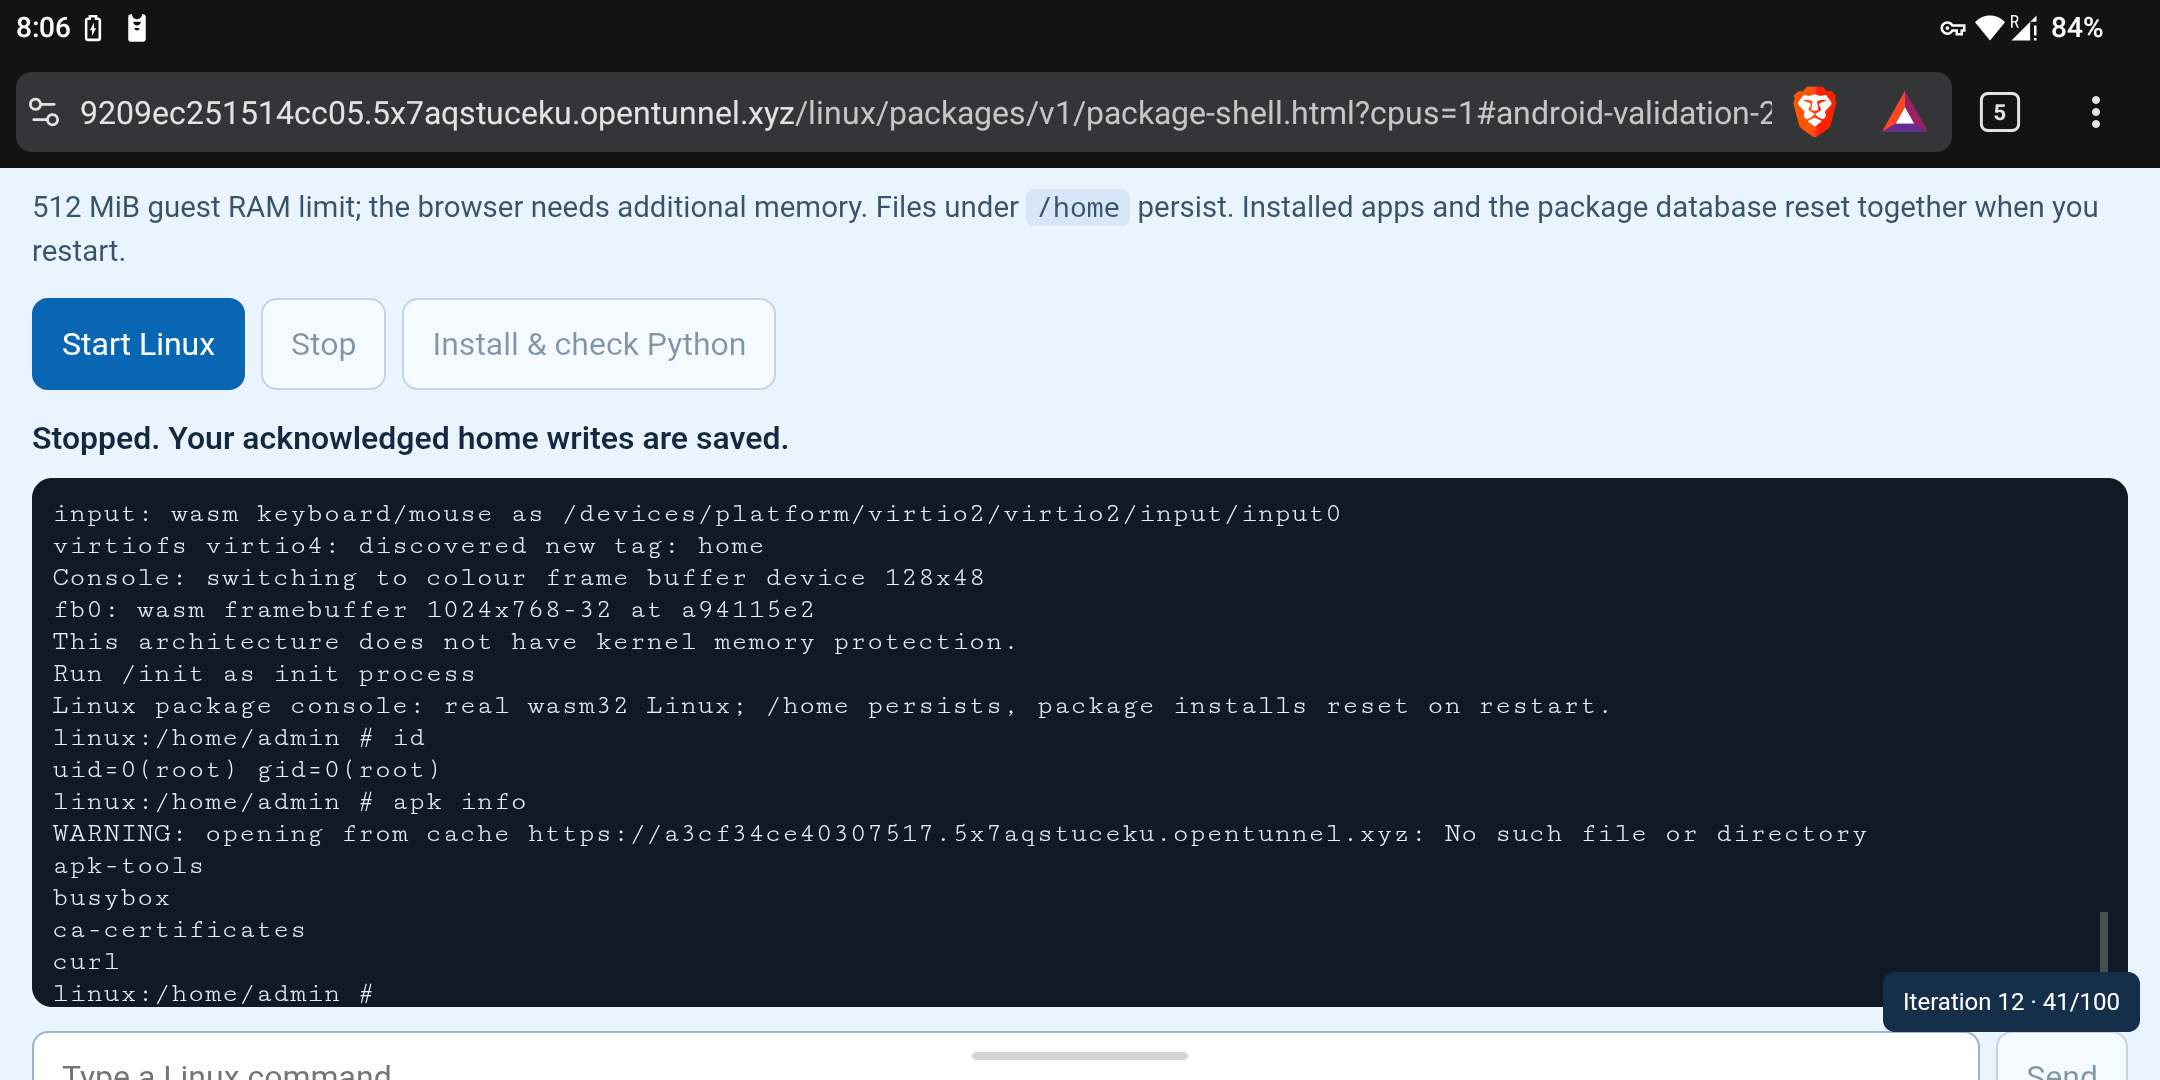 8:06
R
84%
9209ec251514cc05.5x7aqstuceku.opentunnel.xyz/linux/packages/v1/package-shell.html?cpus=1#android-validation-2
5
512 MiB guest RAM limit; the browser needs additional memory. Files under /home persist. Installed apps and the package database reset together when you
restart.
Start Linux
Stop
Install & check Python
Stopped. Your acknowledged home writes are saved.
input: wasm keyboard/mouse as /devices/platform/virtio2/virtio2/input/input0
virtiofs virtio4: discovered new tag: home
Console: switching to colour frame buffer device 128x48
fb0: wasm framebuffer 1024x768-32 at a94115e2
This architecture does not have kernel memory protection.
Run /init as init process
Linux package console: real wasm32 Linux; /home persists, package installs reset on restart.
linux:/home/admin # id
uid=0(root) gid=0(root)
linux:/home/admin # apk info
WARNING: opening from cache https://a3cf34ce40307517.5x7aqstuceku.opentunnel.xyz: No such file or directory
apk-tools
busybox
ca-certificates
curl
linux:/home/admin #
Iteration 12 · 41/100
Type a Linux command
Send